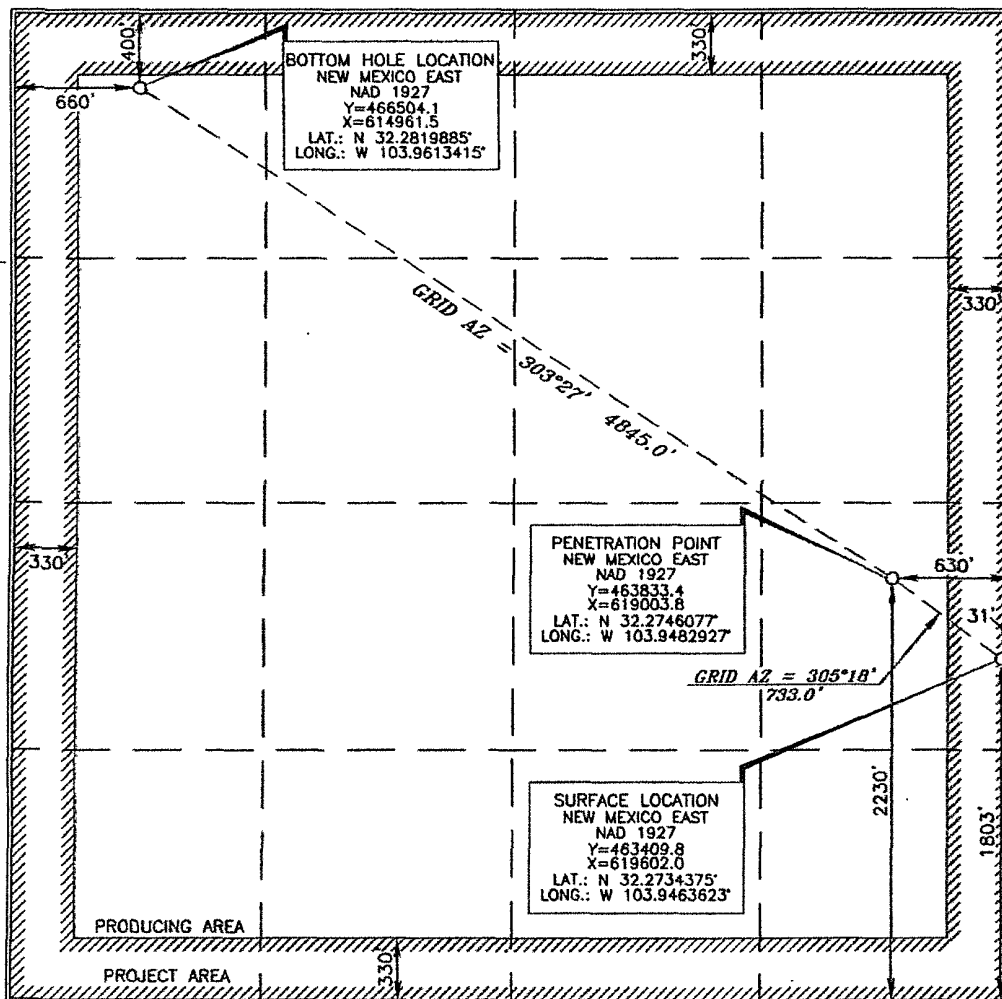 400'
330'
660'
BOTTOM HOLE LOCATION
NEW MEXICO EAST
NAD 1927
Y=466504.1
X=614961.5
LAT.: N 32.2819885°
LONG.: W 103.9613415°
330'
GRID AZ = 303°27' 4845.0'
330'
PENETRATION POINT
NEW MEXICO EAST
NAD 1927
Y=463833.4
X=619003.8
LAT.: N 32.2746077°
LONG.: W 103.9482927°
630'
31'
GRID AZ = 305°18'
733.0'
SURFACE LOCATION
NEW MEXICO EAST
NAD 1927
Y=463409.8
X=619602.0
LAT.: N 32.2734375°
LONG.: W 103.9463623°
2230'
1803'
PRODUCING AREA
PROJECT AREA
330'